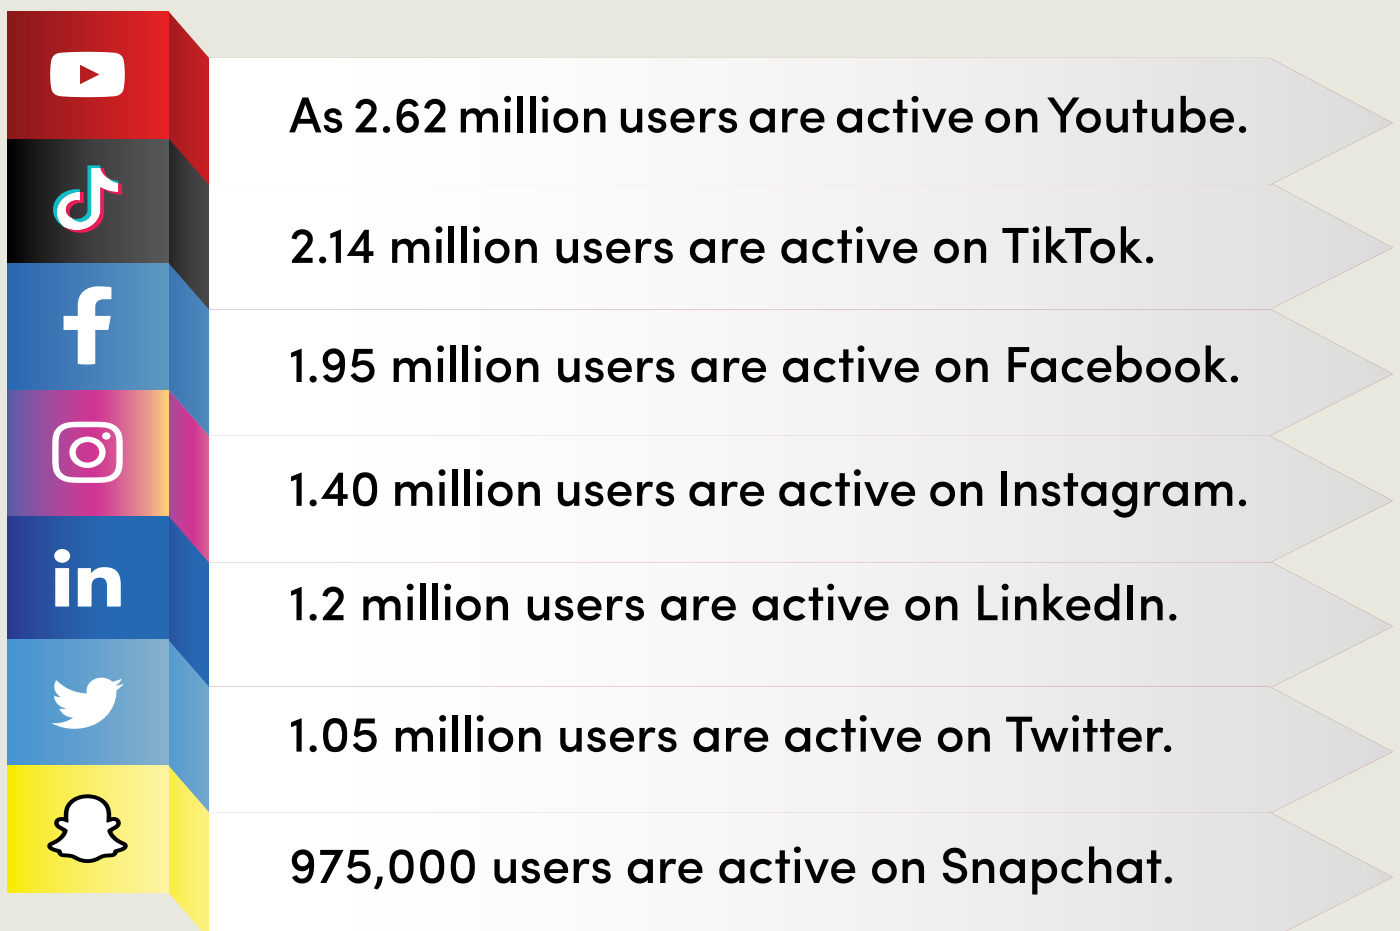 As 2.62 million users are active on Youtube.
2.14 million users are active on TikTok.
1.95 million users are active on Facebook.
1.40 million users are active on Instagram.
in
1.2 million users are active on LinkedIn.
1.05 million users are active on Twitter.
975,000 users are active on Snapchat.